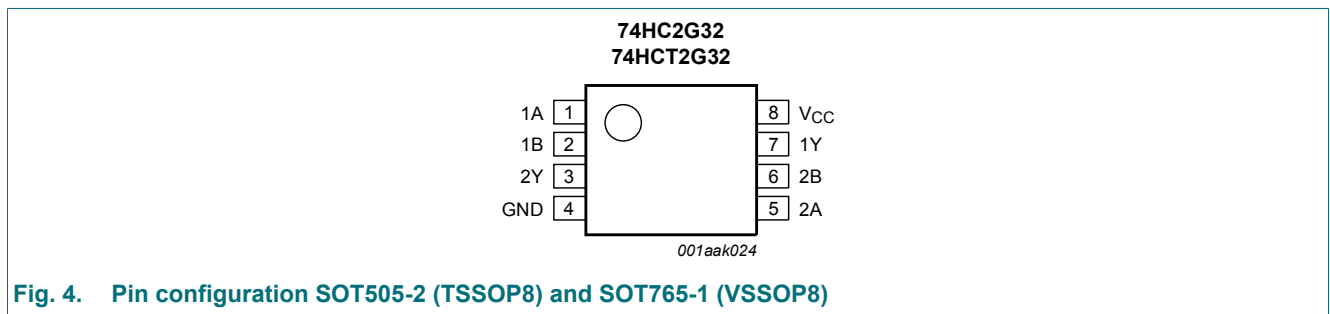 74HC2G32
74HCT2G32
1A 1 8 VCC
1B 2 7 1Y
2Y 3 6 2B
GND 4 5 2A
001aak024
Fig. 4. Pin configuration SOT505-2 (TSSOP8) and SOT765-1 (VSSOP8)